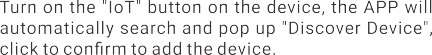 Turn on the "IoT" button on the device, the APP will
automatically search and pop up "Discover Device",
click to confirm to add the device.